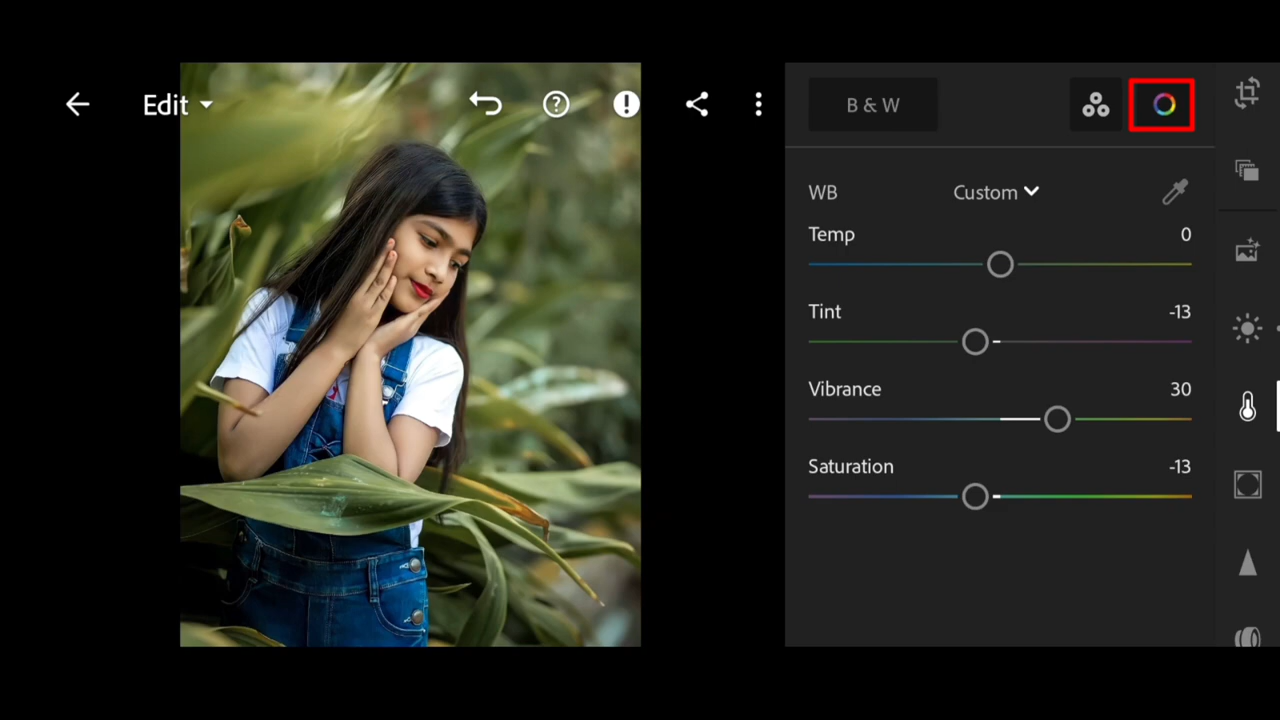 Edit
B & W
WB Custom
Temp 0
Tint -13
Vibrance 30
Saturation -13